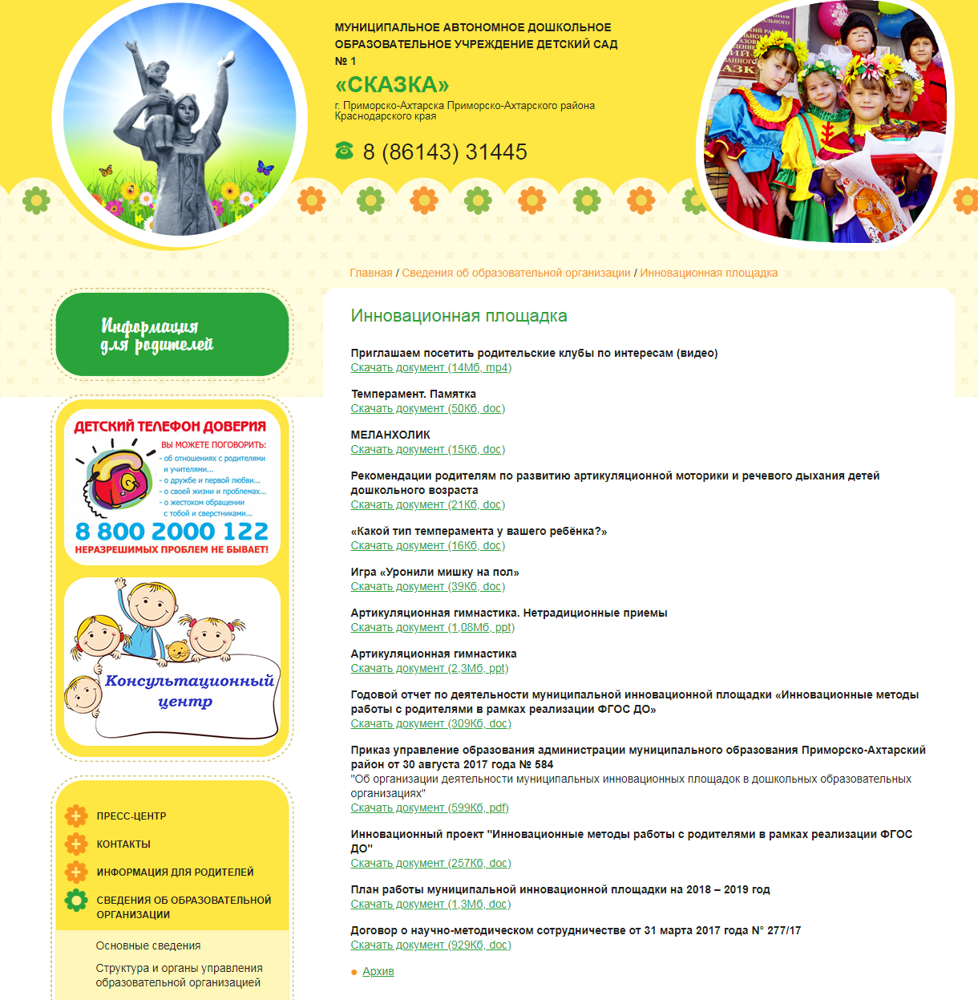 МУНИЦИПАЛЬНОЕ АВТОНОМНОЕ ДОШКОЛЬНОЕ
ОБРАЗОВАТЕЛЬНОЕ УЧРЕЖДЕНИЕ ДЕТСКИЙ САД
№ 1
«СКАЗКА»
г. Приморско-Ахтарска Приморско-Ахтарского района
Краснодарского края
8 (86143) 31445
Главная / Сведения об образовательной организации / Инновационная площадка
Информация
для родителей
ДЕТСКИЙ ТЕЛЕФОН ДОВЕРИЯ
ВЫ МОЖЕТЕ ПОГОВОРИТЬ:
- об отношениях с родителями
и учителями...
- о дружбе и первой любви...
- о своей жизни и проблемах...
- о жестоком обращении
с тобой и сверстниками...
8 800 2000 122
НЕРАЗРЕШИМЫХ ПРОБЛЕМ НЕ БЫВАЕТ!
Консультационный
центр
ПРЕСС-ЦЕНТР
КОНТАКТЫ
ИНФОРМАЦИЯ ДЛЯ РОДИТЕЛЕЙ
СВЕДЕНИЯ ОБ ОБРАЗОВАТЕЛЬНОЙ
ОРГАНИЗАЦИИ
Основные сведения
Структура и органы управления
образовательной организацией
Инновационная площадка
Приглашаем посетить родительские клубы по интересам (видео)
Скачать документ (14Мб, mp4)
Темперамент. Памятка
Скачать документ (50Кб, doc)
МЕЛАНХОЛИК
Скачать документ (15Кб, doc)
Рекомендации родителям по развитию артикуляционной моторики и речевого дыхания детей
дошкольного возраста
Скачать документ (21Кб, doc)
«Какой тип темперамента у вашего ребёнка?»
Скачать документ (16Кб, doc)
Игра «Уронили мишку на пол»
Скачать документ (39Кб, doc)
Артикуляционная гимнастика. Нетрадиционные приемы
Скачать документ (1,08Мб, ppt)
Артикуляционная гимнастика
Скачать документ (2,3Мб, ppt)
Годовой отчет по деятельности муниципальной инновационной площадки «Инновационные методы
работы с родителями в рамках реализации ФГОС ДО»
Скачать документ (309Кб, doc)
Приказ управление образования администрации муниципального образования Приморско-Ахтарский
район от 30 августа 2017 года № 584
"Об организации деятельности муниципальных инновационных площадок в дошкольных образовательных
организациях"
Скачать документ (599Кб, pdf)
Инновационный проект "Инновационные методы работы с родителями в рамках реализации ФГОС
ДО"
Скачать документ (257Кб, doc)
План работы муниципальной инновационной площадки на 2018 – 2019 год
Скачать документ (1,3Мб, doc)
Договор о научно-методическом сотрудничестве от 31 марта 2017 года N° 277/17
Скачать документ (929Кб, doc)
Архив